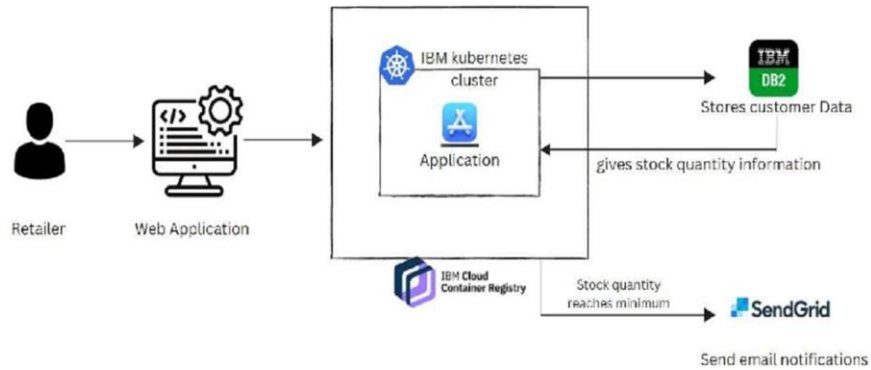 IBM kubernetes
cluster
Application
IBM
DB2
Stores customer Data
gives stock quantity information
</>
Retailer
Web Application
IBM Cloud
Container Registry
Stock quantity
reaches minimum
SendGrid
Send email notifications